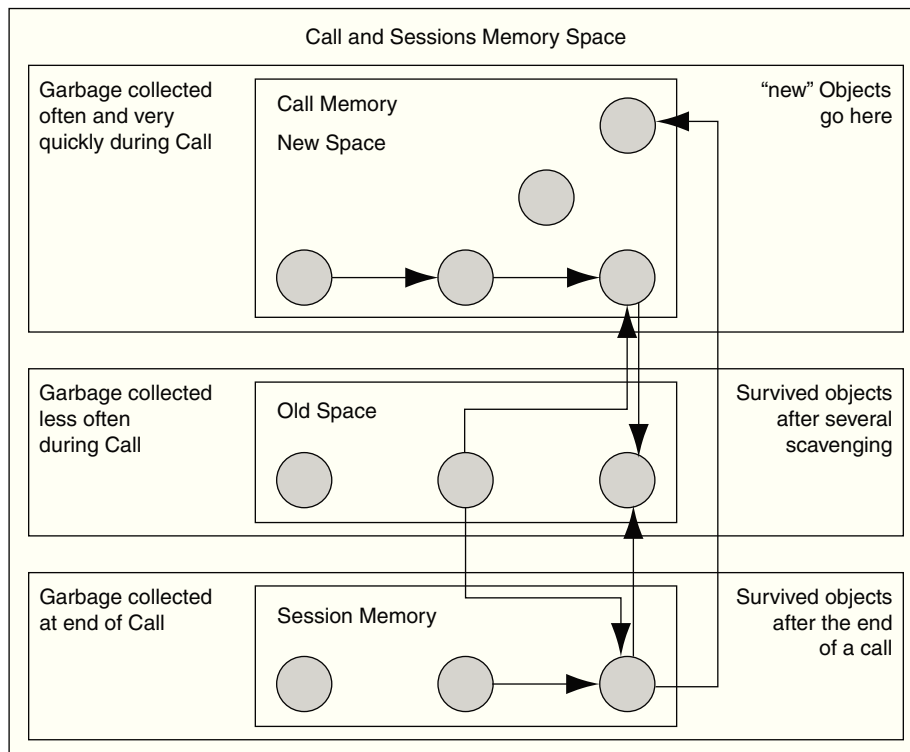 Call and Sessions Memory Space
Garbage collected
often and very
quickly during Call
Call Memory
New Space
“new” Objects
go here
Garbage collected
less often
during Call
Old Space
Survived objects
after several
scavenging
Garbage collected
at end of Call
Session Memory
Survived objects
after the end
of a call